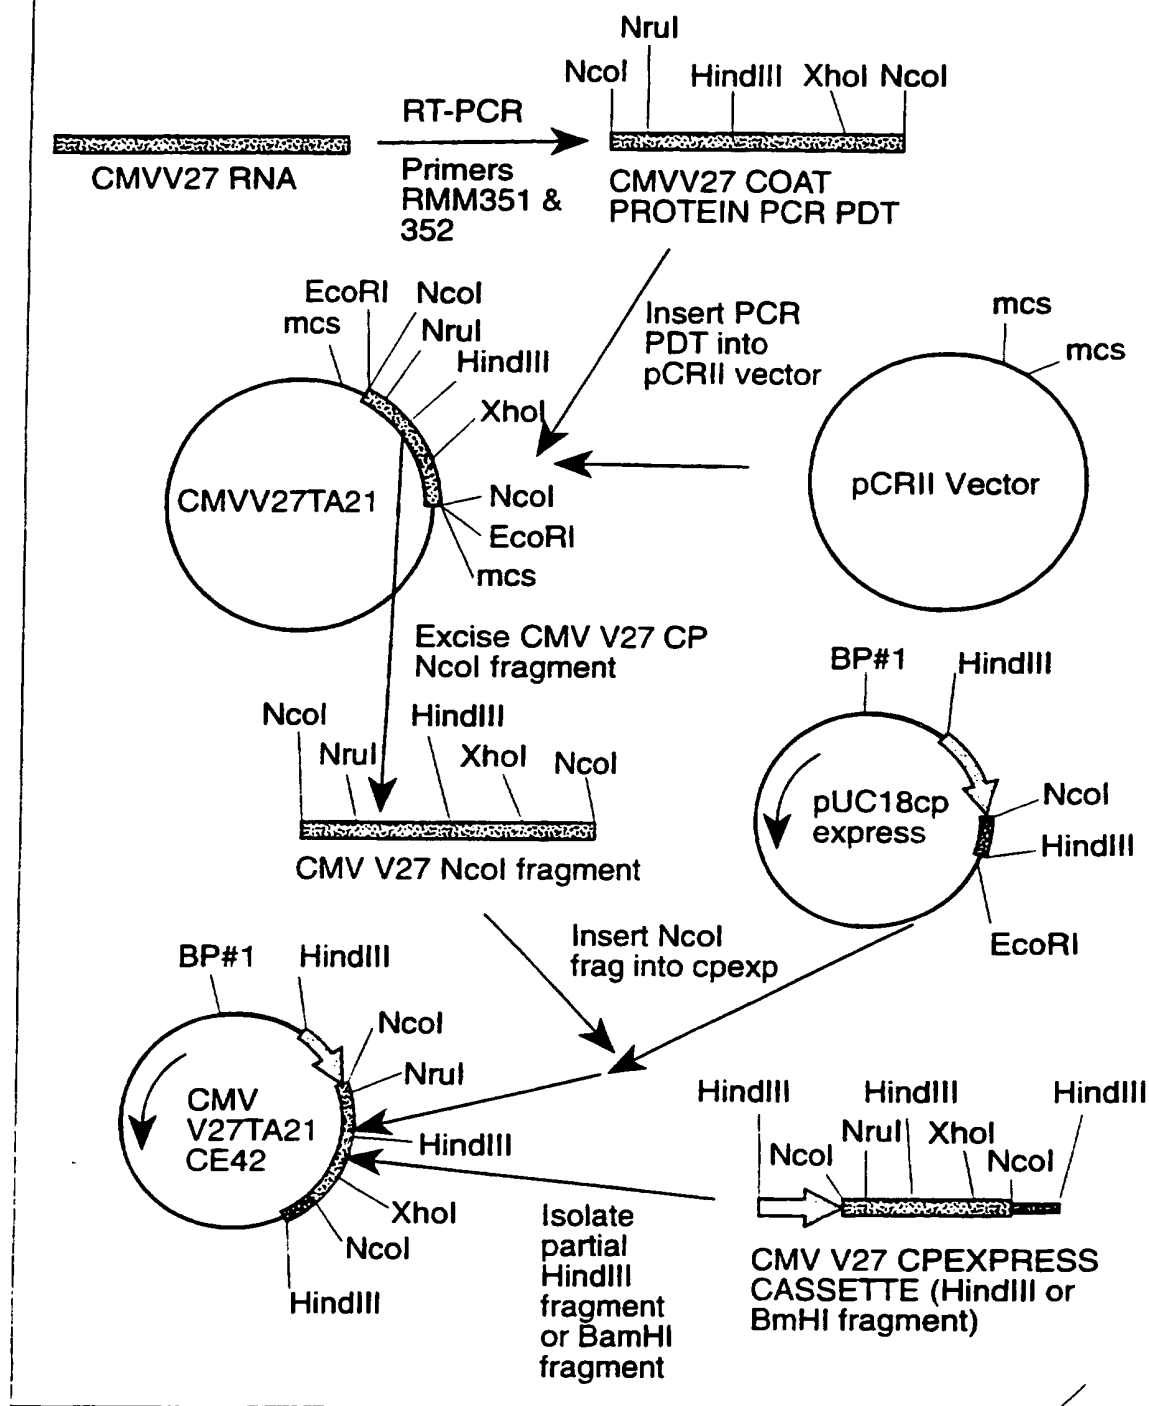 NruI
NcoI
HindIII XhoI NcoI
RT-PCR
CMVV27 RNA
Primers
RMM351 &
352
CMVV27 COAT
PROTEIN PCR PDT
EcoRI NcoI
mcs
NruI
HindIII
XhoI
CMVV27TA21
NcoI
EcoRI
mcs
Insert PCR
PDT into
pCRII vector
mcs
mcs
pCRII Vector
Excise CMV V27 CP
NcoI fragment
NcoI
HindIII
NruI
XhoI
NcoI
CMV V27 NcoI fragment
BP#1
HindIII
pUC18cp
express
NcoI
HindIII
EcoRI
Insert NcoI
frag into cpexp
BP#1
HindIII
NcoI
NruI
CMV
V27TA21
CE42
HindIII
XhoI
NcoI
HindIII
Isolate
partial
HindIII
fragment
or BamHI
fragment
HindIII
HindIII
HindIII
NruI
XhoI
NcoI
NcoI
CMV V27 CPEXPRESS
CASSETTE (HindIII or
BmHI fragment)